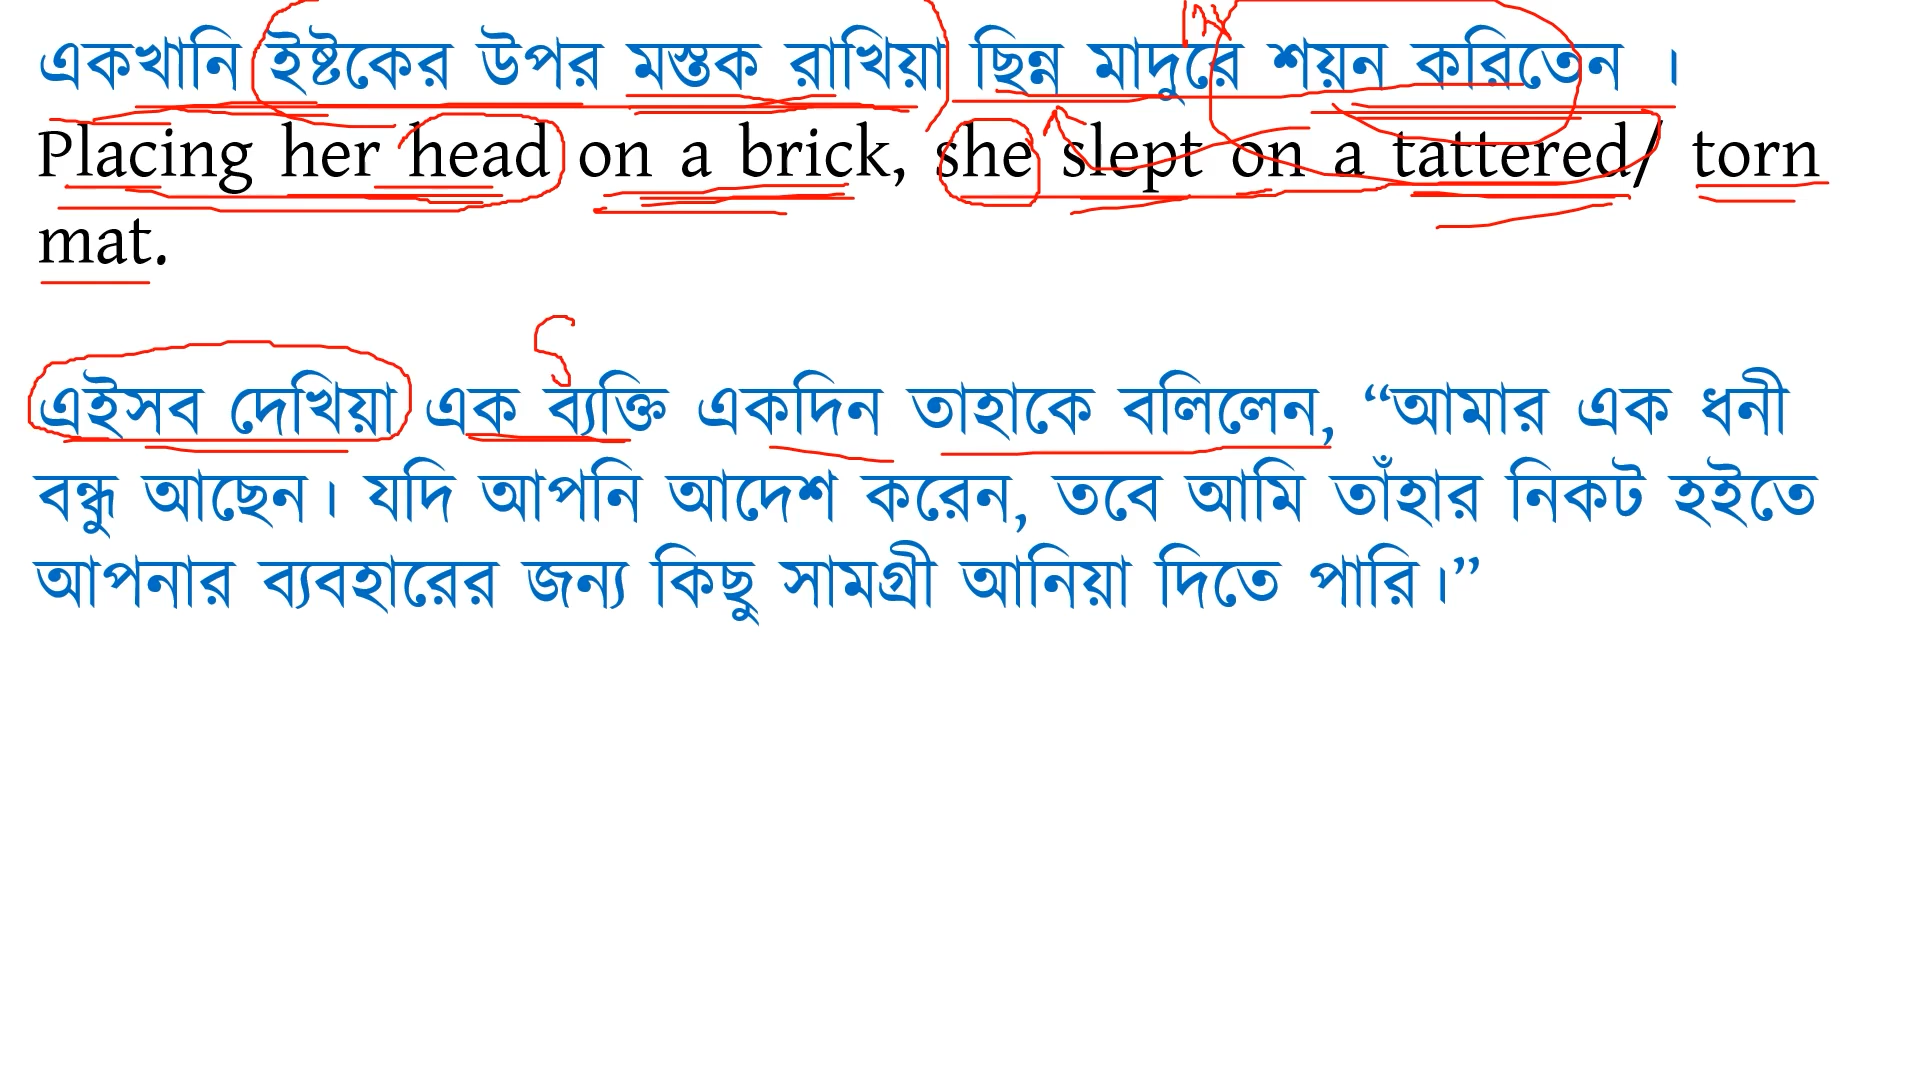 একখানি ইষ্টকের উপর মস্তক রাখিয়া ছিন্ন মাদুরে শয়ন করিতেন ।
Placing her head on a brick, she slept on a tattered/ torn
mat.
S
এইসব দেখিয়া এক ব্যক্তি একদিন তাহাকে বলিলেন, “আমার এক ধনী
বন্ধু আছেন। যদি আপনি আদেশ করেন, তবে আমি তাঁহার নিকট হইতে
আপনার ব্যবহারের জন্য কিছু সামগ্রী আনিয়া দিতে পারি।”